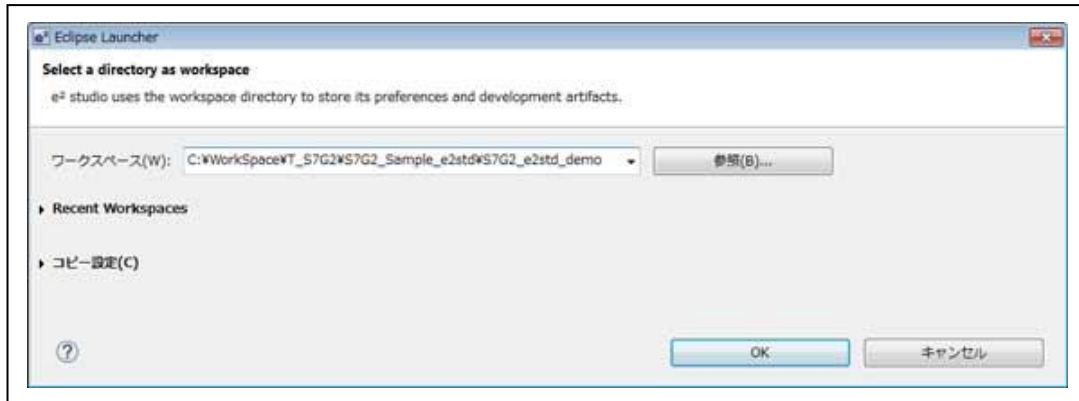 e² Eclipse Launcher
Select a directory as workspace
e² studio uses the workspace directory to store its preferences and development artifacts.
ワークスペース(W): C:¥WorkSpace¥T_S7G2¥S7G2_Sample_e2std¥S7G2_e2std_demo 参照(B)...
Recent Workspaces
コピー設定(C)
? OK キャンセル